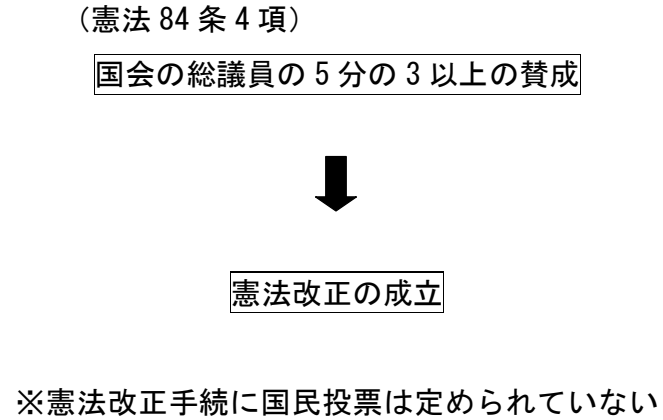 （憲法 84 条 4 項）
国会の総議員の 5 分の 3 以上の賛成
憲法改正の成立
※憲法改正手続に国民投票は定められていない